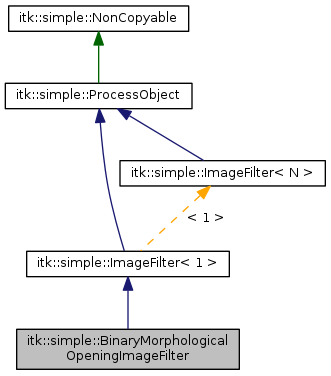 itk::simple::NonCopyable
itk::simple::ProcessObject
itk::simple::ImageFilter< N >
< 1 >
itk::simple::ImageFilter< 1 >
itk::simple::BinaryMorphological
OpeningImageFilter